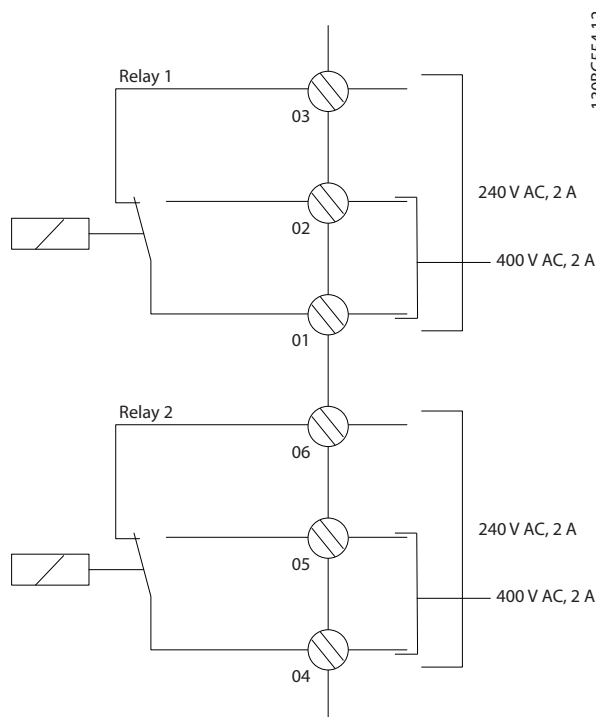 Relay 1
03
02
01
240 V AC, 2 A
400 V AC, 2 A
Relay 2
06
05
04
240 V AC, 2 A
400 V AC, 2 A